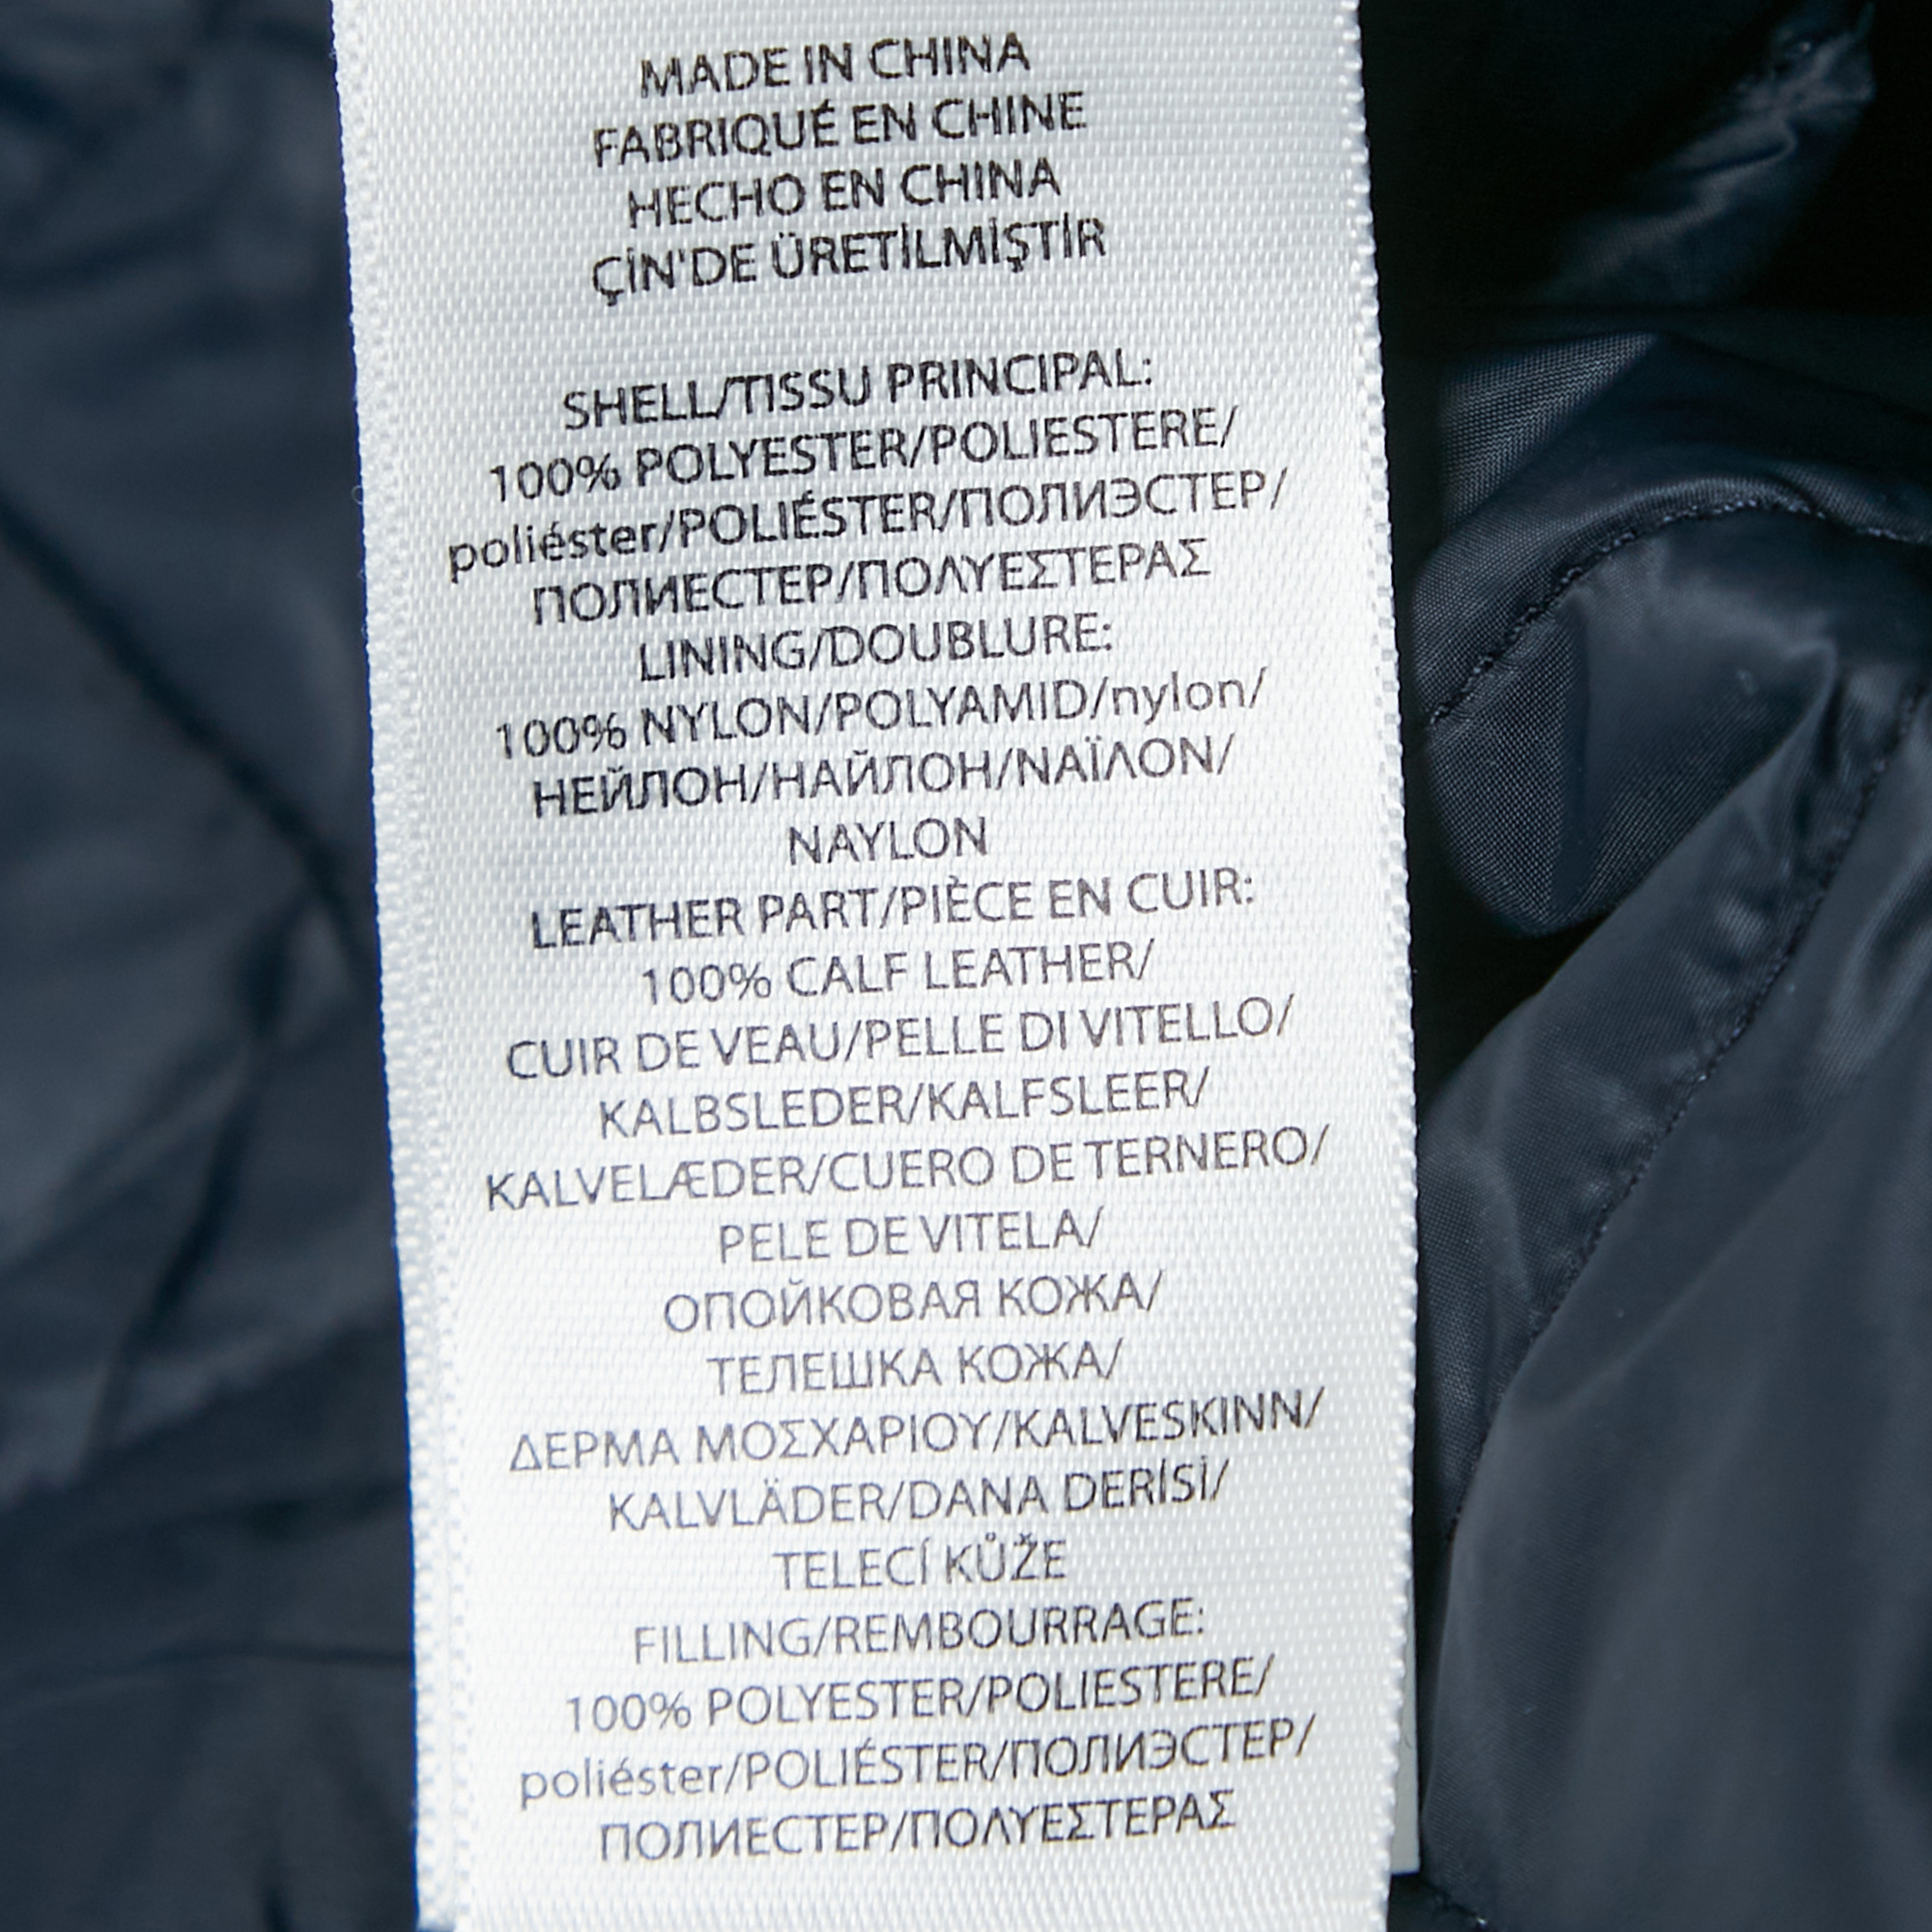 MADE IN CHINA
FABRIQUÉ EN CHINE
HECHO EN CHINA
ÇİN'DE ÜRETİLMİŞTİR
SHELL/TISSU PRINCIPAL:
100% POLYESTER/POLIESTERE/
poliéster/POLIÉSTER/ПОЛИЭСТЕР/
ПОЛИЕСТЕР/ΠΟΛΥΕΣΤΕΡΑΣ
LINING/DOUBLURE:
100% NYLON/POLYAMID/nylon/
НЕЙЛОН/НАЙЛОН/ΝΑΪΛΟΝ/
NAYLON
LEATHER PART/PIÈCE EN CUIR:
100% CALF LEATHER/
CUIR DE VEAU/PELLE DI VITELLO/
KALBSLEDER/KALFSLEER/
KALVELÆDER/CUERO DE TERNERO/
PELE DE VITELA/
ОПОЙКОВАЯ КОЖА/
ТЕЛЕШКА КОЖА/
ΔΕΡΜΑ ΜΟΣΧΑΡΙΟΥ/KALVESKINN/
KALVLÄDER/DANA DERİSİ/
TELECÍ KŮŽE
FILLING/REMBOURRAGE:
100% POLYESTER/POLIESTERE/
poliéster/POLIÉSTER/ПОЛИЭСТЕР/
ПОЛИЕСТЕР/ΠΟΛΥΕΣΤΕΡΑΣ